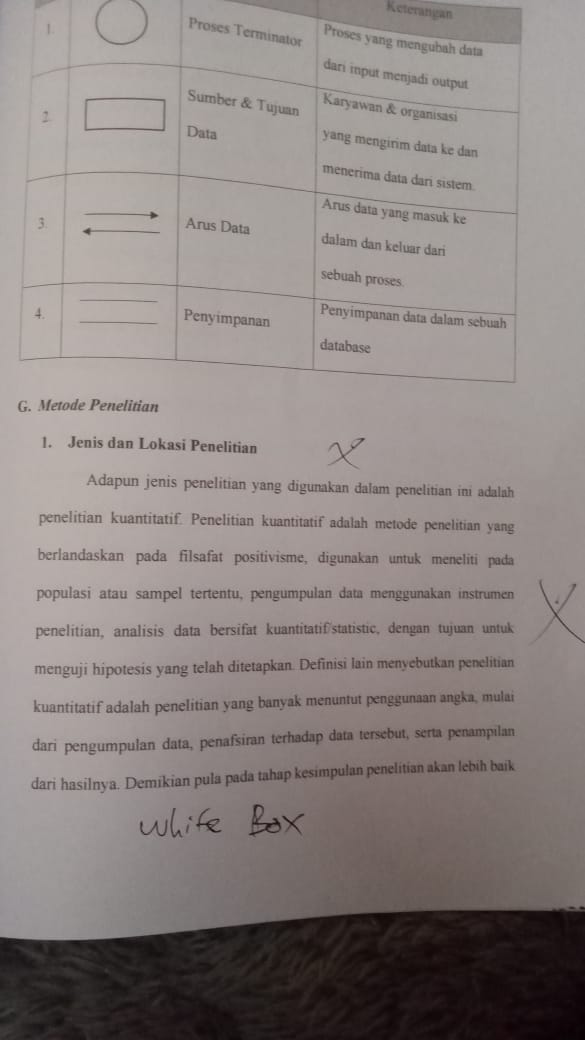 Keterangan
1. Proses Terminator Proses yang mengubah data
dari input menjadi output
2. Sumber & Tujuan Karyawan & organisasi
Data yang mengirim data ke dan
menerima data dari sistem.
3. Arus Data Arus data yang masuk ke
dalam dan keluar dari
sebuah proses.
4. Penyimpanan Penyimpanan data dalam sebuah
database
G. Metode Penelitian
1. Jenis dan Lokasi Penelitian
Adapun jenis penelitian yang digunakan dalam penelitian ini adalah
penelitian kuantitatif. Penelitian kuantitatif adalah metode penelitian yang
berlandaskan pada filsafat positivisme, digunakan untuk meneliti pada
populasi atau sampel tertentu, pengumpulan data menggunakan instrumen
penelitian, analisis data bersifat kuantitatif/statistic, dengan tujuan untuk
menguji hipotesis yang telah ditetapkan. Definisi lain menyebutkan penelitian
kuantitatif adalah penelitian yang banyak menuntut penggunaan angka, mulai
dari pengumpulan data, penafsiran terhadap data tersebut, serta penampilan
dari hasilnya. Demikian pula pada tahap kesimpulan penelitian akan lebih baik
White Box